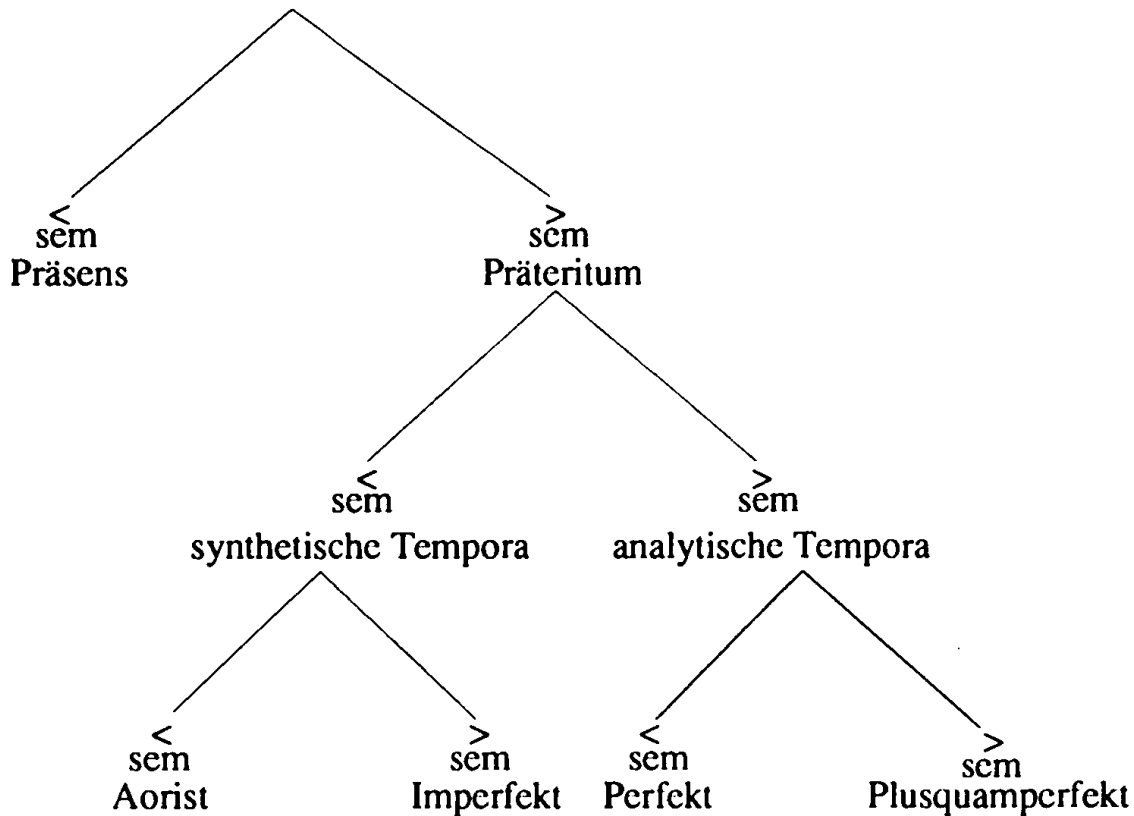 < >
sem sem
Präsens Präteritum
< >
sem sem
synthetische Tempora analytische Tempora
< > < >
sem sem sem sem
Aorist Imperfekt Perfekt Plusquamperfekt